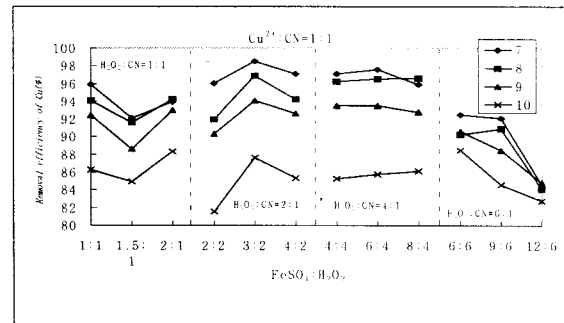 Cu²⁺:CN=1:1
Removal efficiency of Cu(%)
100
98
96
94
92
90
88
86
84
82
80
H₂O₂:CN=1:1
H₂O₂:CN=2:1
H₂O₂:CN=4:1
H₂O₂:CN=6:1
7
8
9
10
1:1 1.5:1 2:1 2:2 3:2 4:2 4:4 6:4 8:4 6:6 9:6 12:6
FeSO₄:H₂O₂